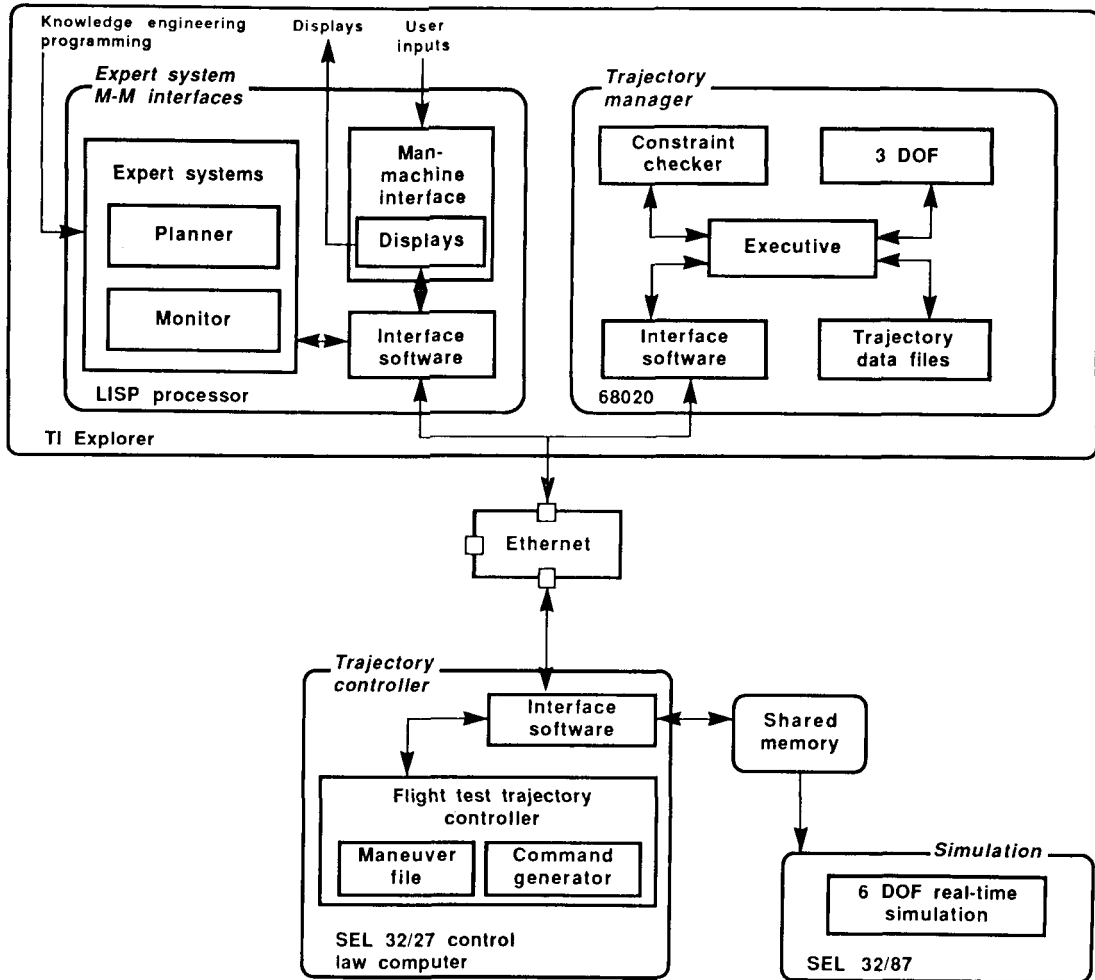 Knowledge engineering
programming
Displays
User
inputs
Expert system
M-M interfaces
Expert systems
Planner
Monitor
Man-
machine
interface
Displays
Interface
software
LISP processor
TI Explorer
Trajectory
manager
Constraint
checker
3 DOF
Executive
Interface
software
Trajectory
data files
68020
Ethernet
Trajectory
controller
Interface
software
Flight test trajectory
controller
Maneuver
file
Command
generator
SEL 32/27 control
law computer
Shared
memory
Simulation
6 DOF real-time
simulation
SEL 32/87